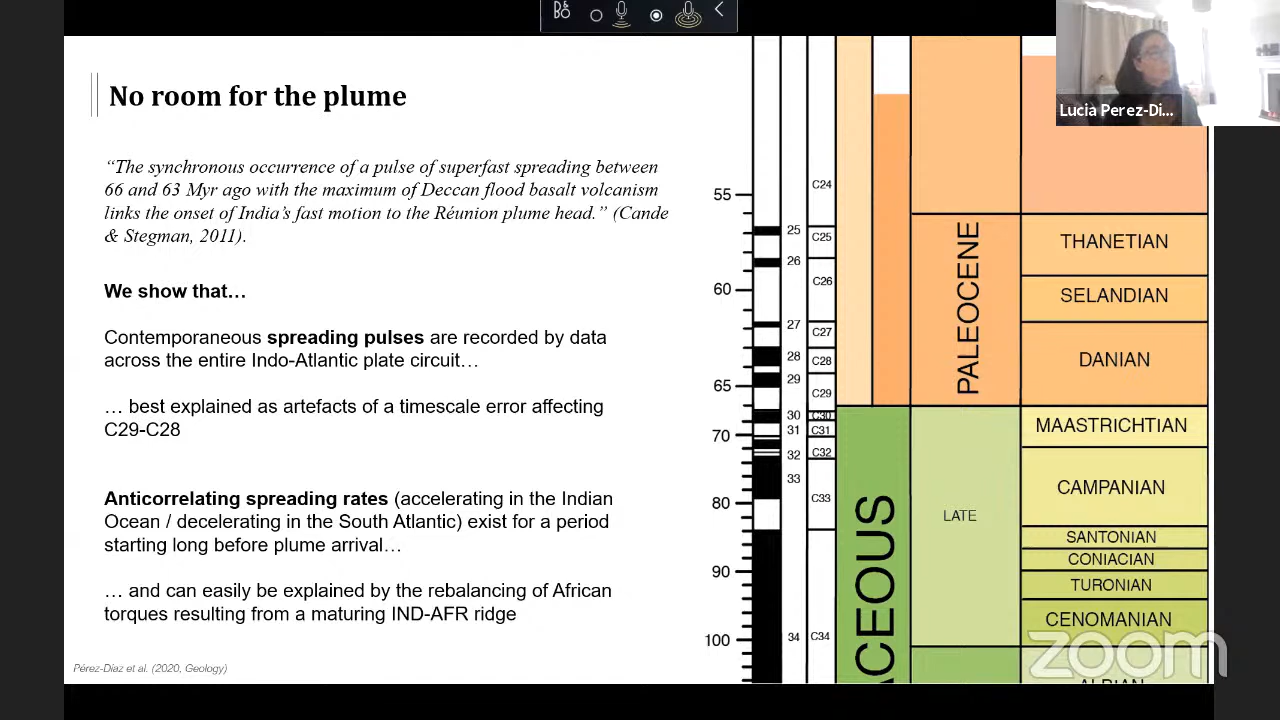 No room for the plume
“The synchronous occurrence of a pulse of superfast spreading between
66 and 63 Myr ago with the maximum of Deccan flood basalt volcanism
links the onset of India’s fast motion to the Réunion plume head.” (Cande
& Stegman, 2011).
We show that…
Contemporaneous spreading pulses are recorded by data
across the entire Indo-Atlantic plate circuit…
… best explained as artefacts of a timescale error affecting
C29-C28
Anticorrelating spreading rates (accelerating in the Indian
Ocean / decelerating in the South Atlantic) exist for a period
starting long before plume arrival…
… and can easily be explained by the rebalancing of African
torques resulting from a maturing IND-AFR ridge
Pérez-Díaz et al. (2020, Geology)
55
60
65
70
80
90
100
25
26
27
28
29
30
31
32
33
34
C24
C25
C26
C27
C28
C29
C30
C31
C32
C33
C34
ACEOUS
PALEOCENE
LATE
THANETIAN
SELANDIAN
DANIAN
MAASTRICHTIAN
CAMPANIAN
SANTONIAN
CONIACIAN
TURONIAN
CENOMANIAN
ALBIAN
Lucia Perez-Di...
zoom